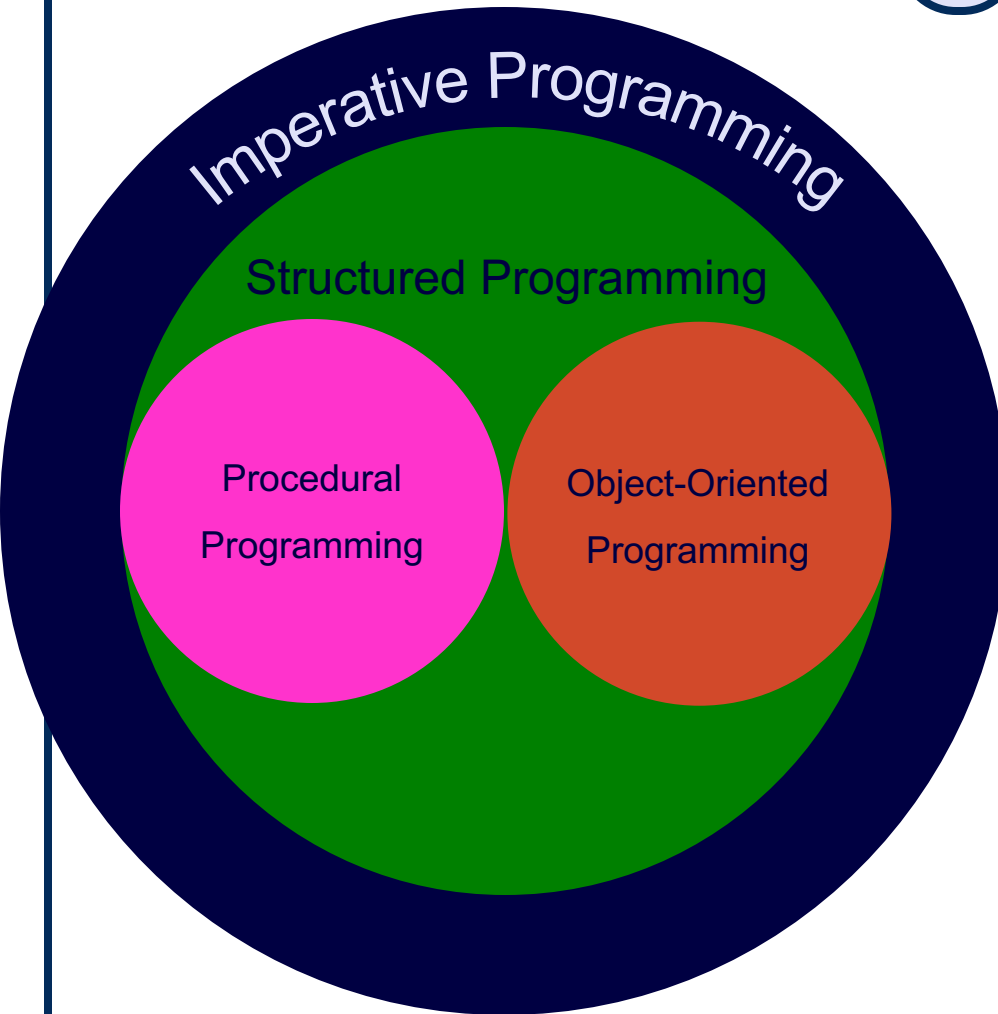 Imperative Programming
Structured Programming
Procedural
Programming
Object-Oriented
Programming